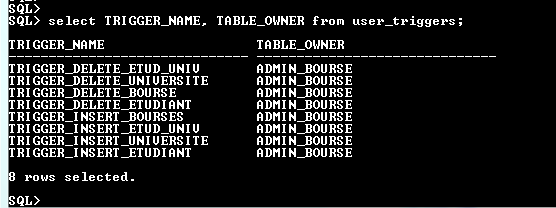 SQL>
SQL> select TRIGGER_NAME, TABLE_OWNER from user_triggers;
TRIGGER_NAME TABLE_OWNER
------------------------------ ------------------------------
TRIGGER_DELETE_ETUD_UNIV ADMIN_BOURSE
TRIGGER_DELETE_UNIVERSITE ADMIN_BOURSE
TRIGGER_DELETE_BOURSE ADMIN_BOURSE
TRIGGER_DELETE_ETUDIANT ADMIN_BOURSE
TRIGGER_INSERT_BOURSES ADMIN_BOURSE
TRIGGER_INSERT_ETUD_UNIV ADMIN_BOURSE
TRIGGER_INSERT_UNIVERSITE ADMIN_BOURSE
TRIGGER_INSERT_ETUDIANT ADMIN_BOURSE
8 rows selected.
SQL>